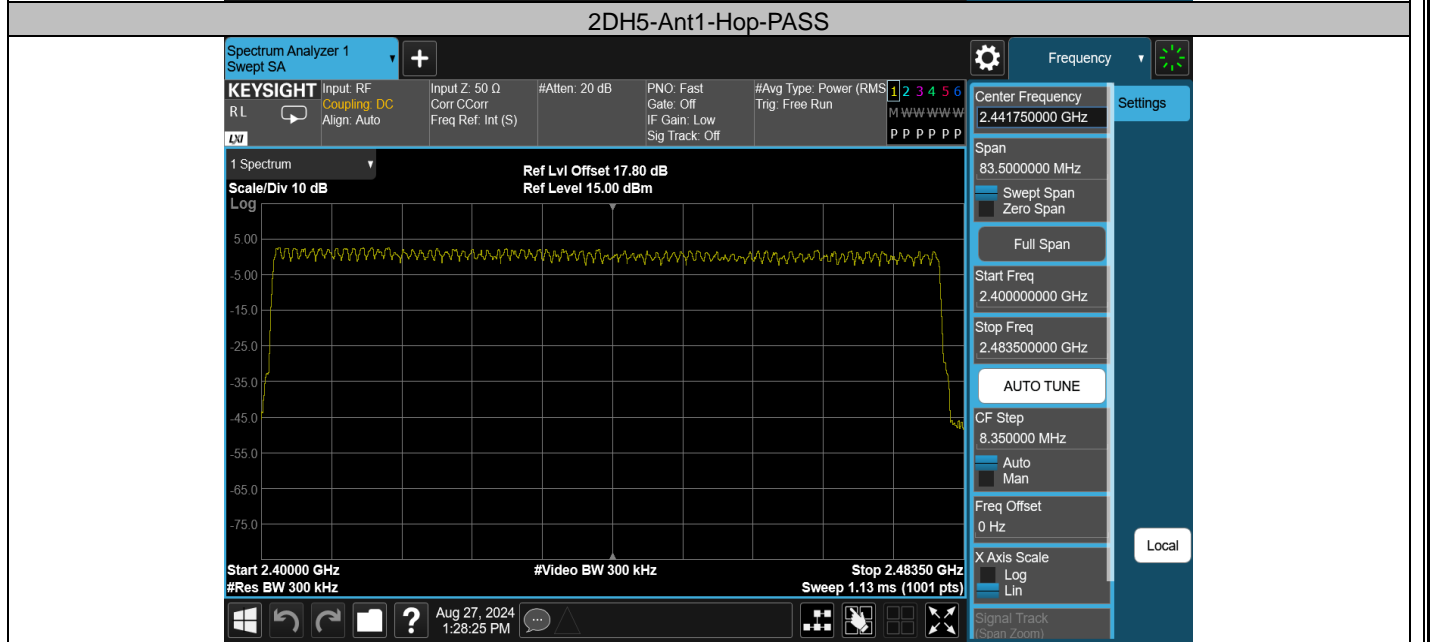 2DH5-Ant1-Hop-PASS
Spectrum Analyzer 1
Swept SA
Frequency
KEYSIGHT
RL
LXI
Input: RF
Coupling: DC
Align: Auto
Input Z: 50 Ω
Corr CCorr
Freq Ref: Int (S)
#Atten: 20 dB
PNO: Fast
Gate: Off
IF Gain: Low
Sig Track: Off
#Avg Type: Power (RMS
Trig: Free Run
1 2 3 4 5 6
M W W W W W
P P P P P P
1 Spectrum
Scale/Div 10 dB
Ref Lvl Offset 17.80 dB
Ref Level 15.00 dBm
Log
5.00
-5.00
-15.0
-25.0
-35.0
-45.0
-55.0
-65.0
-75.0
Start 2.40000 GHz
#Video BW 300 kHz
Stop 2.48350 GHz
#Res BW 300 kHz
Sweep 1.13 ms (1001 pts)
Center Frequency
2.441750000 GHz
Settings
Span
83.5000000 MHz
Swept Span
Zero Span
Full Span
Start Freq
2.400000000 GHz
Stop Freq
2.483500000 GHz
AUTO TUNE
CF Step
8.350000 MHz
Auto
Man
Freq Offset
0 Hz
X Axis Scale
Log
Lin
Local
Signal Track
(Span Zoom)
?
Aug 27, 2024
1:28:25 PM